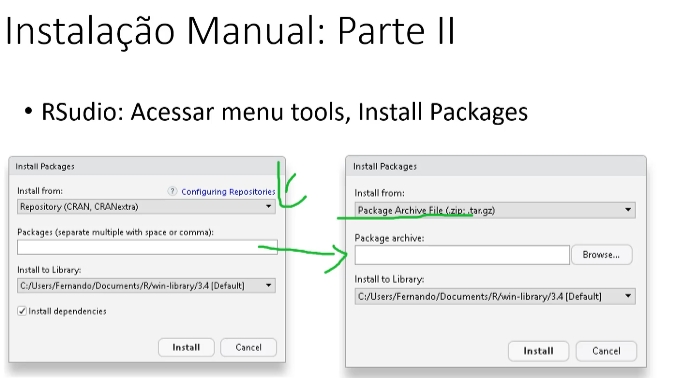 Instalação Manual: Parte II
• RSudio: Acessar menu tools, Install Packages
Install Packages
Install from:
? Configuring Repositories
Repository (CRAN, CRANextra)
Packages (separate multiple with space or comma):
Install to Library:
C:/Users/Fernando/Documents/R/win-library/3.4 [Default]
Install dependencies
Install
Cancel
Install Packages
Install from:
Package Archive File (.zip; .tar.gz)
Package archive:
Browse...
Install to Library:
C:/Users/Fernando/Documents/R/win-library/3.4 [Default]
Install
Cancel